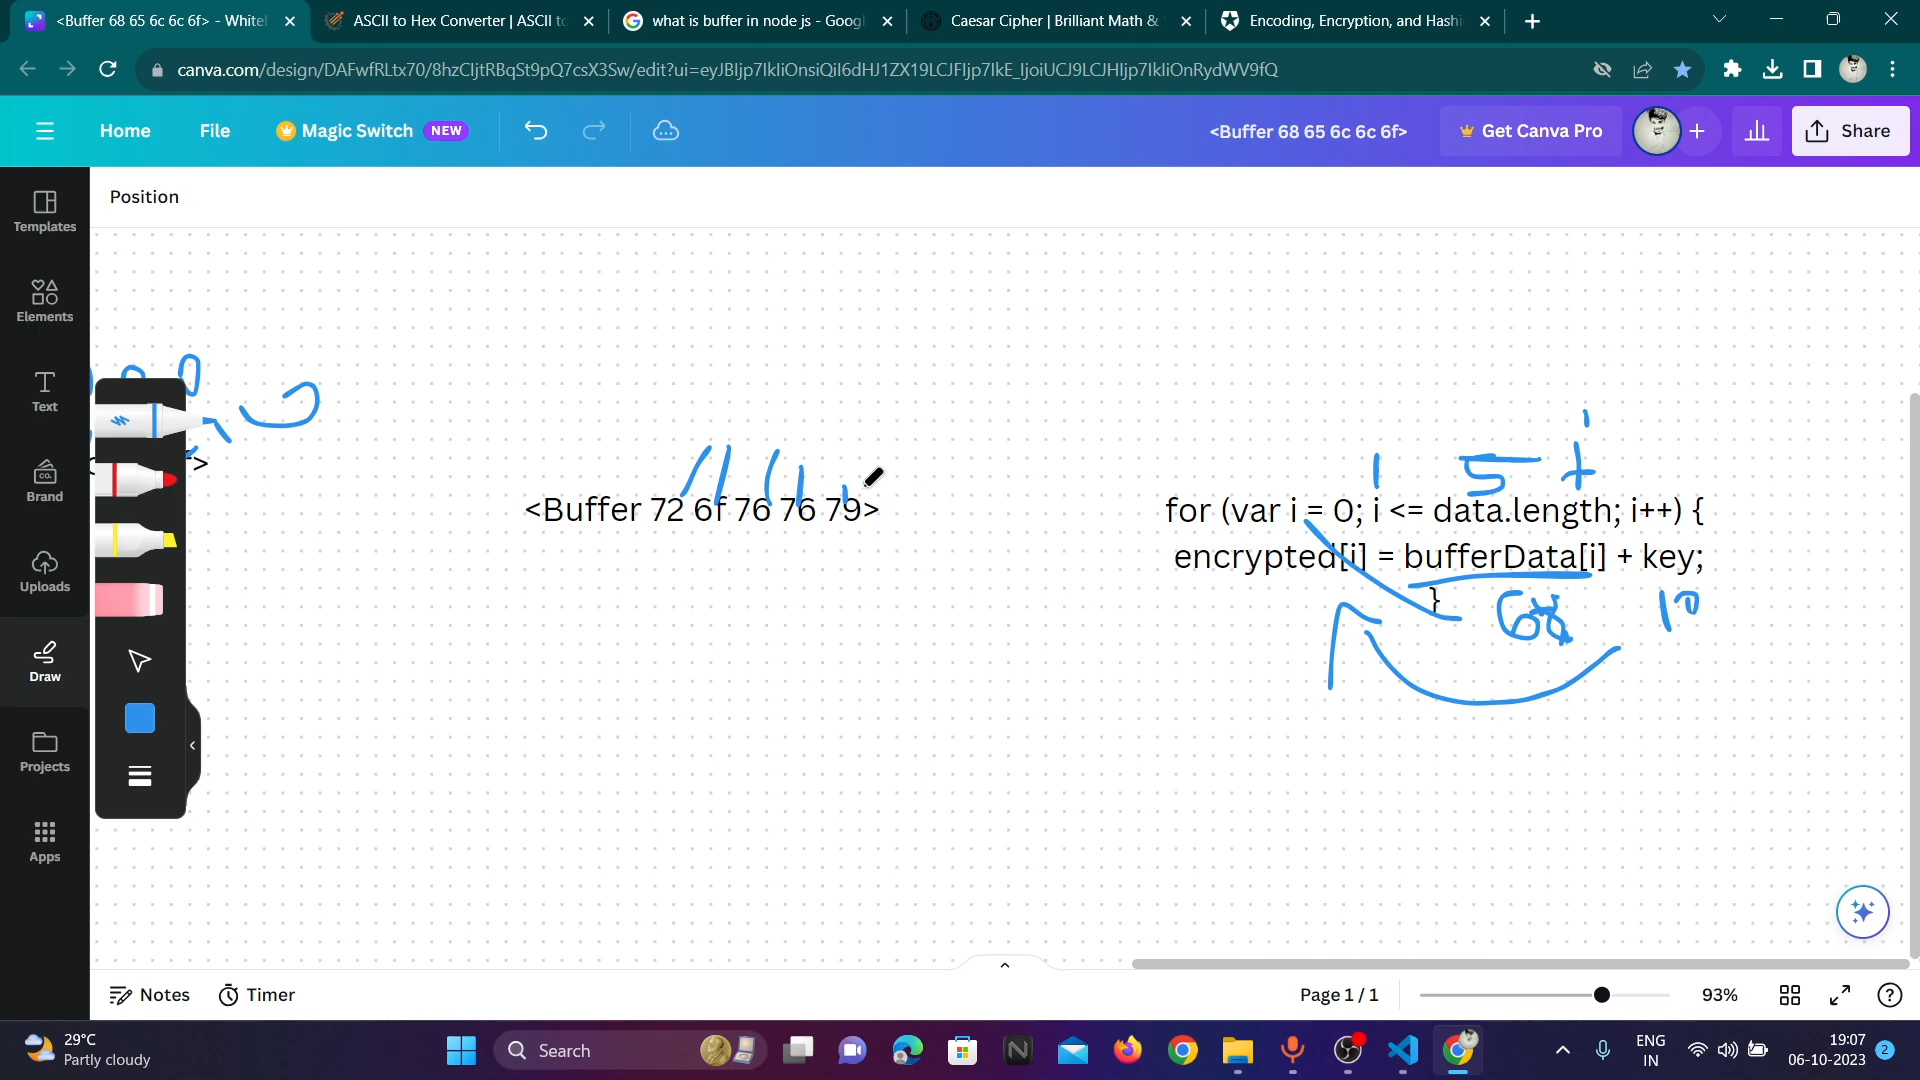 <Buffer 68 65 6c 6c 6f> - White
ASCII to Hex Converter | ASCII to
what is buffer in node js - Googl
Caesar Cipher | Brilliant Math &
Encoding, Encryption, and Hashi
canva.com/design/DAFwfRLtx70/8hzCIjtRBqSt9pQ7csX3Sw/edit?ui=eyJBIjp7IkIiOnsiQiI6dHJ1ZX19LCJFIjp7IkE_IjoiUCJ9LCJHIjp7IkIiOnRydWV9fQ
Home
File
Magic Switch NEW
<Buffer 68 65 6c 6c 6f>
Get Canva Pro
Share
Position
Templates
Elements
Text
Brand
Uploads
Draw
Projects
Apps
>
<Buffer 72 6f 76 76 79>
1 5 + i
for (var i = 0; i <= data.length; i++) {
encrypted[i] = bufferData[i] + key;
}
68 10
Notes
Timer
Page 1 / 1
93%
29°C
Partly cloudy
Search
ENG
IN
19:07
06-10-2023
2